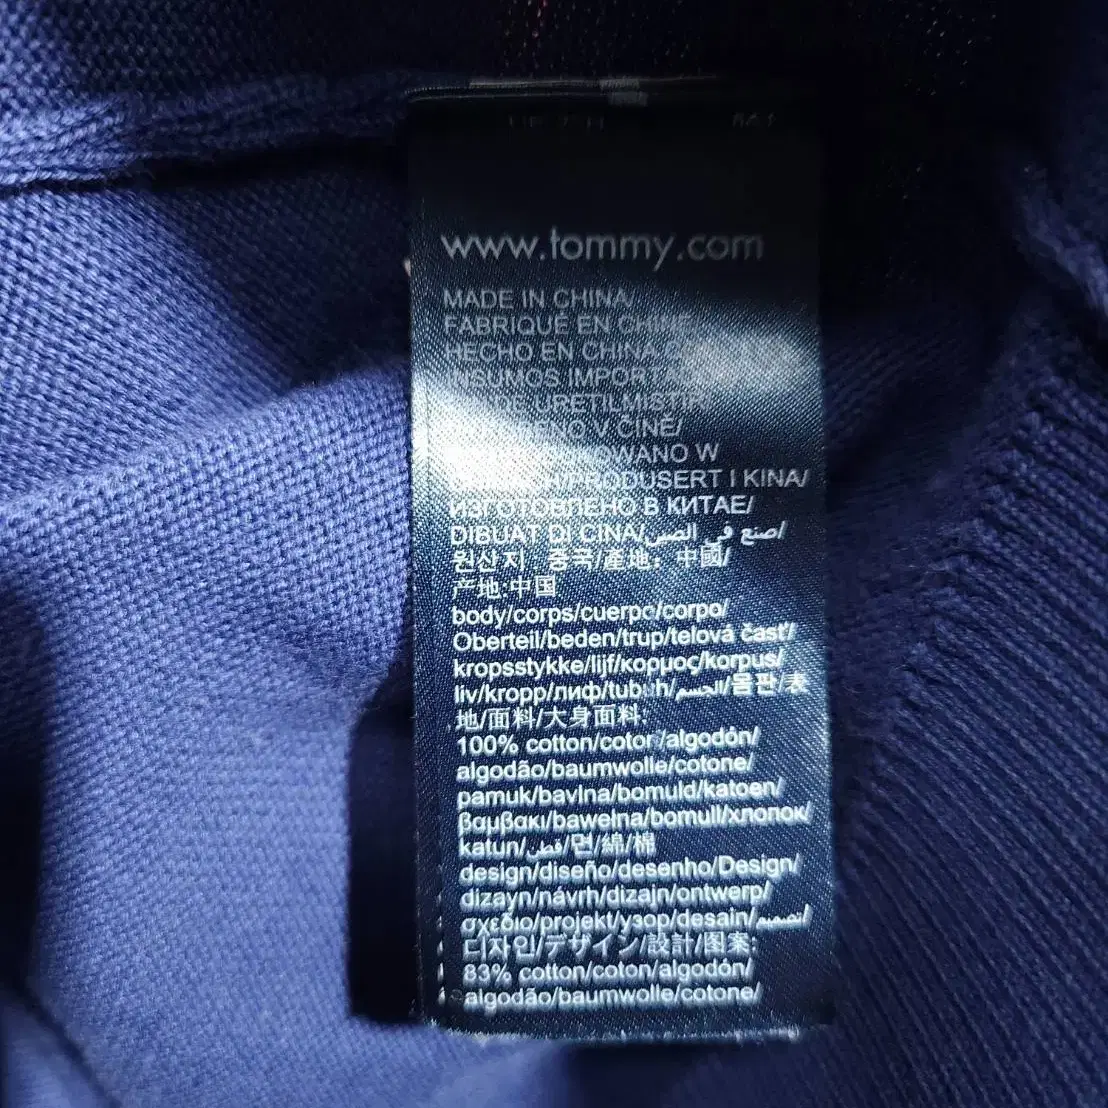 www.tommy.com
MADE IN CHINA/
FABRIQUÉ EN CHINE
HECHO EN CHINA
INSUMOS IMPORTA
URETILMISTIR
V ČINĚ/
WYPRODUKOWANO W
PRODUSERT I KINA/
ИЗГОТОВЛЕНО В КИТАЕ/
DIBUAT DI CINA/صنع في الصين/
원산지 중국/產地: 中國/
产地:中国
body/corps/cuerpo/corpo/
Oberteil/beden/trup/telová časť/
kropsstykke/lijf/κορμος/korpus/
liv/kropp/лиф/tubuh/الجسم/몸판/表
地/面料/大身面料:
100% cotton/coton/algodón/
algodão/baumwolle/cotone/
pamuk/bavlna/bomuld/katoen/
βαμβακι/bawełna/bomull/хлопок/
katun/قطن/면/綿/棉
design/diseño/desenho/Design/
dizayn/návrh/dizajn/ontwerp/
σχεδιο/projekt/узор/desain/تصميم/
디자인/デザイン/設計/图案:
83% cotton/coton/algodón/
algodão/baumwolle/cotone/